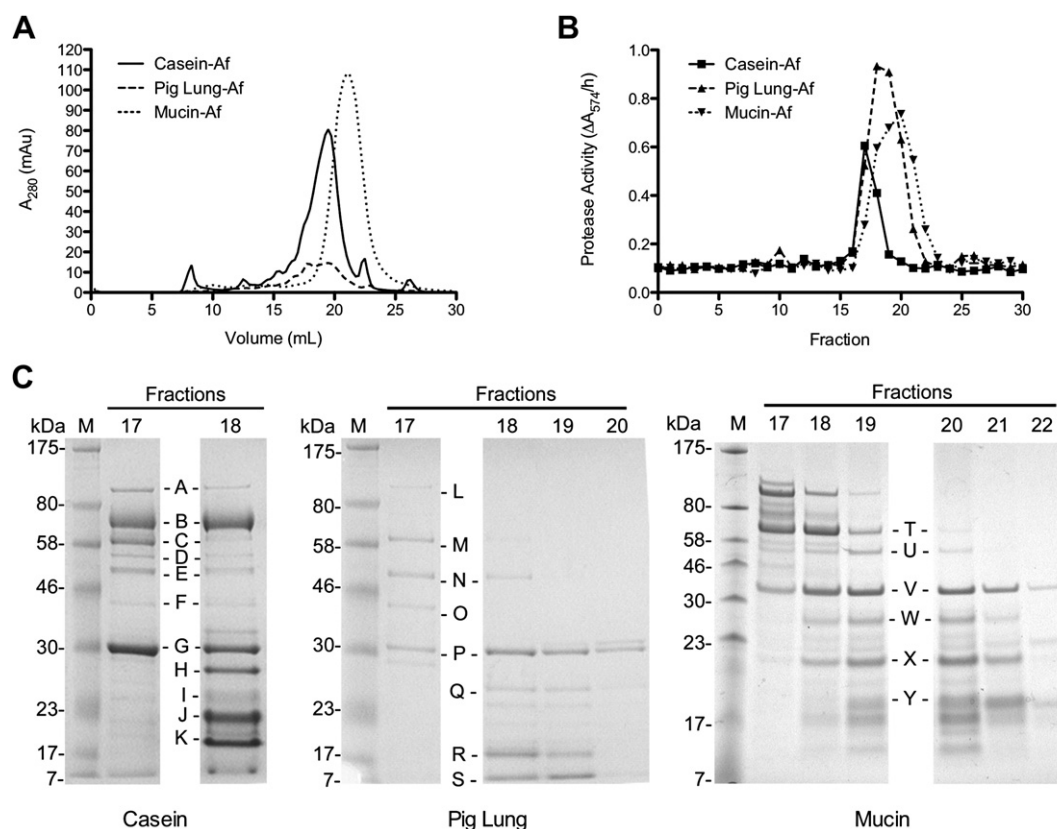 A
120
110
100
90
80
70
60
50
40
30
20
10
0
A280 (mAu)
Casein-Af
Pig Lung-Af
Mucin-Af
0 5 10 15 20 25 30
Volume (mL)
B
1.0
0.8
0.6
0.4
0.2
0.0
Protease Activity (ΔA574/h)
Casein-Af
Pig Lung-Af
Mucin-Af
0 5 10 15 20 25 30
Fraction
C
Fractions
kDa M 17 18
175-
80-
58-
46-
30-
23-
17-
7-
- A -
- B -
- C -
- D -
- E -
- F -
- G -
H -
I -
J -
K -
Casein
Fractions
kDa M 17 18 19 20
175-
80-
58-
46-
30-
23-
17-
7-
- L
- M -
- N -
- O
- P -
Q -
R -
S -
Pig Lung
Fractions
kDa M 17 18 19 20 21 22
175-
80-
58-
46-
30-
23-
17-
7-
- T -
- U -
- V -
- W -
- X -
- Y -
Mucin